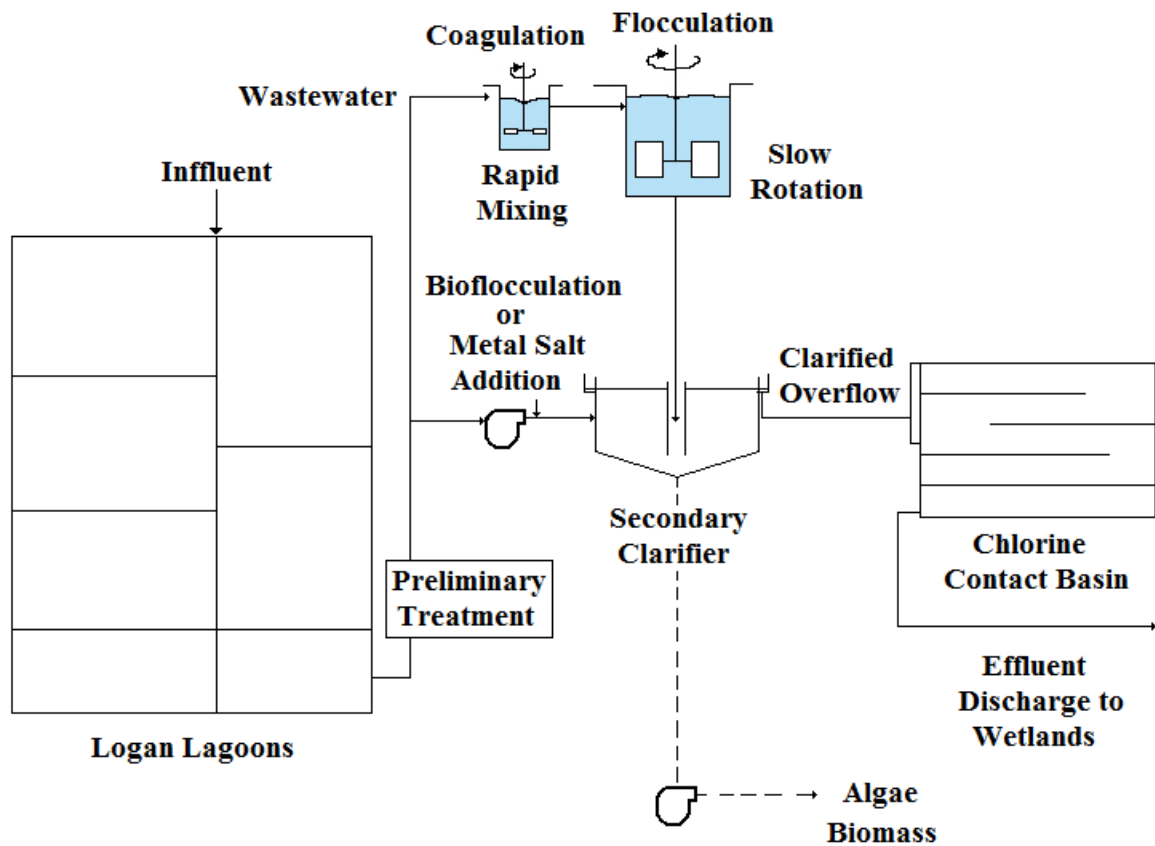 Coagulation
Flocculation
Wastewater
Rapid
Mixing
Slow
Rotation
Inffluent
Bioflocculation
or
Metal Salt
Addition
Clarified
Overflow
Secondary
Clarifier
Preliminary
Treatment
Chlorine
Contact Basin
Effluent
Discharge to
Wetlands
Logan Lagoons
Algae
Biomass